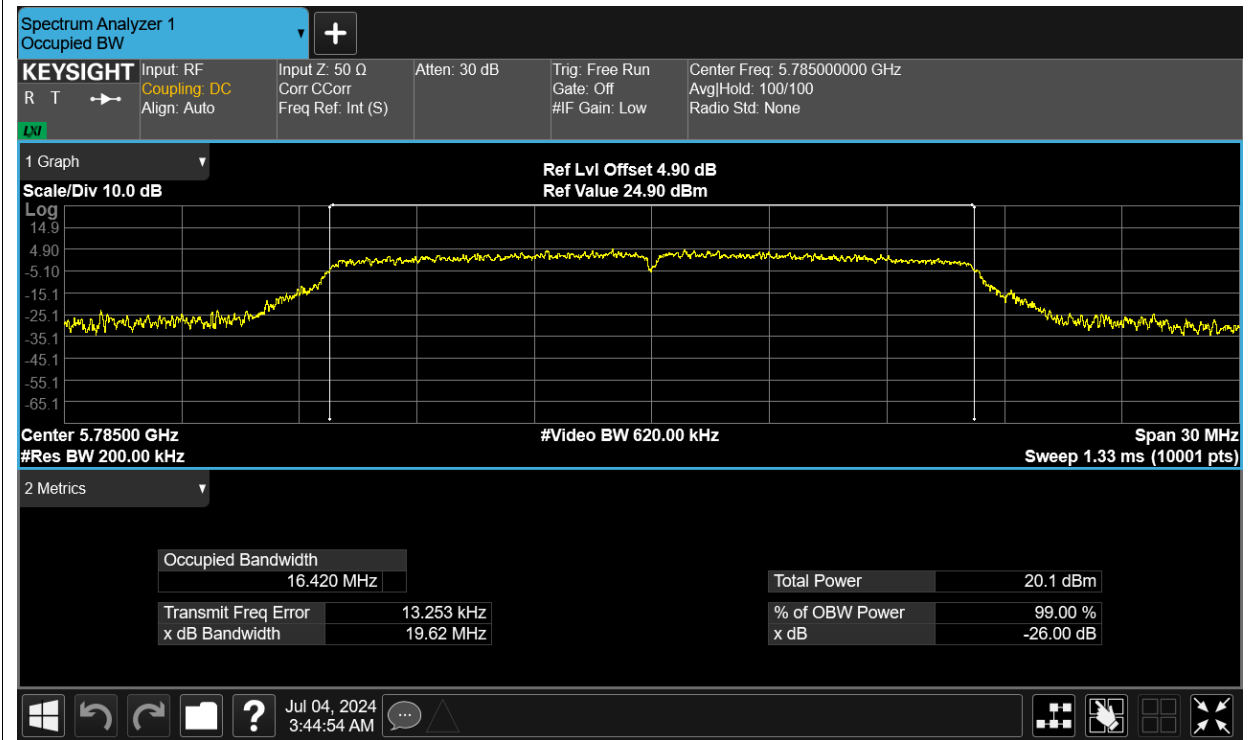 Spectrum Analyzer 1
Occupied BW
KEYSIGHT
R T
LXI
Input: RF
Coupling: DC
Align: Auto
Input Z: 50 Ω
Corr CCorr
Freq Ref: Int (S)
Atten: 30 dB
Trig: Free Run
Gate: Off
#IF Gain: Low
Center Freq: 5.785000000 GHz
Avg|Hold: 100/100
Radio Std: None
1 Graph
Scale/Div 10.0 dB
Ref Lvl Offset 4.90 dB
Ref Value 24.90 dBm
Log
14.9
4.90
-5.10
-15.1
-25.1
-35.1
-45.1
-55.1
-65.1
Center 5.78500 GHz
#Res BW 200.00 kHz
#Video BW 620.00 kHz
Span 30 MHz
Sweep 1.33 ms (10001 pts)
2 Metrics
Occupied Bandwidth
16.420 MHz
Transmit Freq Error 13.253 kHz
x dB Bandwidth 19.62 MHz
Total Power 20.1 dBm
% of OBW Power 99.00 %
x dB -26.00 dB
?
Jul 04, 2024
3:44:54 AM